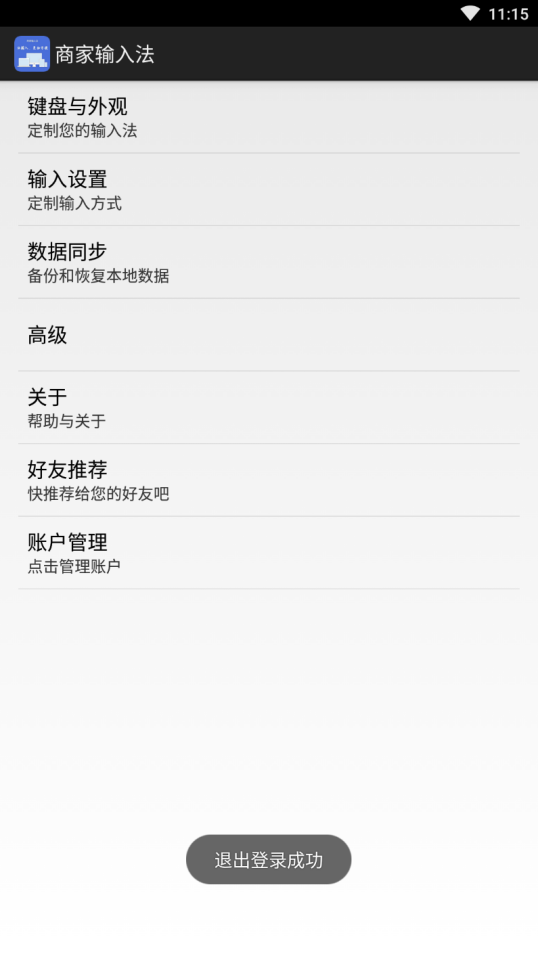 11:15
商家输入法
键盘与外观
定制您的输入法
输入设置
定制输入方式
数据同步
备份和恢复本地数据
高级
关于
帮助与关于
好友推荐
快推荐给您的好友吧
账户管理
点击管理账户
退出登录成功